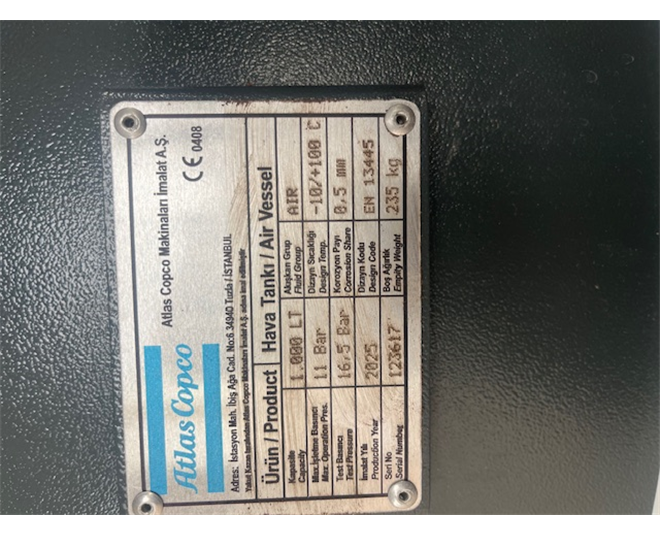 Atlas Copco
Atlas Copco Makinaları İmalat A.Ş.
CE 0408
Adres: İstasyon Mah. İbiş Ağa Cad. No:6 34940 Tuzla / İSTANBUL
Ürün / Product Hava Tankı / Air Vessel
Kapasite
Capacity
1.000 LT
Akışkan Grup
Fluid Group
AIR
Max.İşletme Basıncı
Max. Operation Pres.
11 Bar
Dizayn Sıcaklığı
Design Temp.
-10/+100 C
Test Basıncı
Test Pressure
16,5 Bar
Korozyon Payı
Corrosion Share
0,5 mm
İmalat Yılı
Production Year
2025
Dizayn Kodu
Design Code
EN 13445
Seri No
Serial Number
123617
Boş Ağırlık
Empity Weight
235 kg